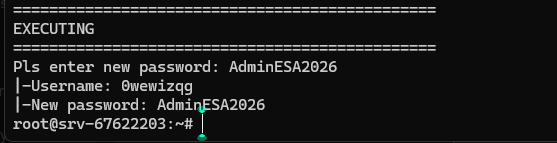 ===============================================
EXECUTING
===============================================
Pls enter new password: AdminESA2026
|-Username: 0wewizqg
|-New password: AdminESA2026
root@srv-67622203:~#